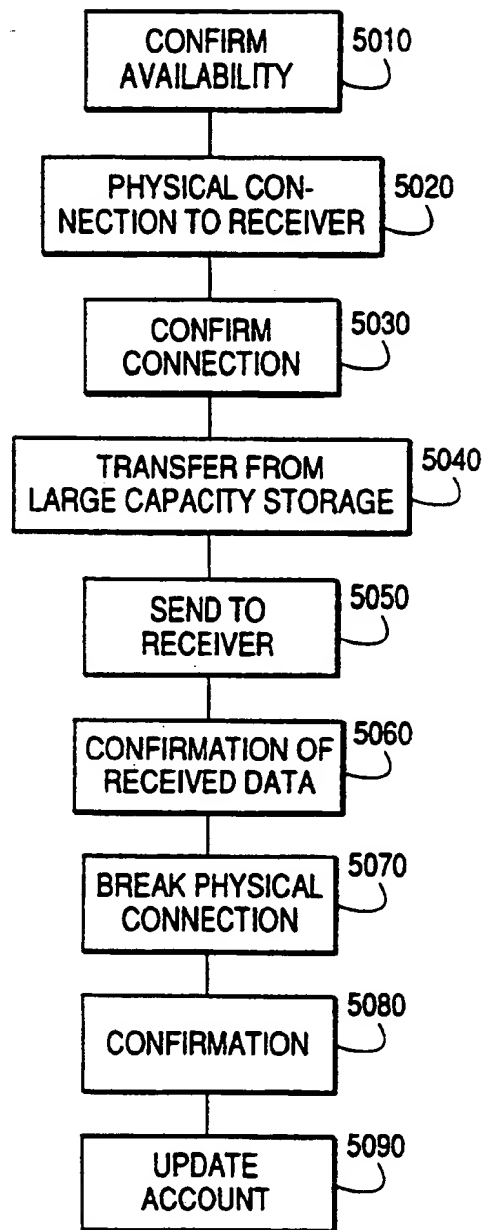 CONFIRM
AVAILABILITY
5010
PHYSICAL CON-
NECTION TO RECEIVER
5020
CONFIRM
CONNECTION
5030
TRANSFER FROM
LARGE CAPACITY STORAGE
5040
SEND TO
RECEIVER
5050
CONFIRMATION OF
RECEIVED DATA
5060
BREAK PHYSICAL
CONNECTION
5070
CONFIRMATION
5080
UPDATE
ACCOUNT
5090